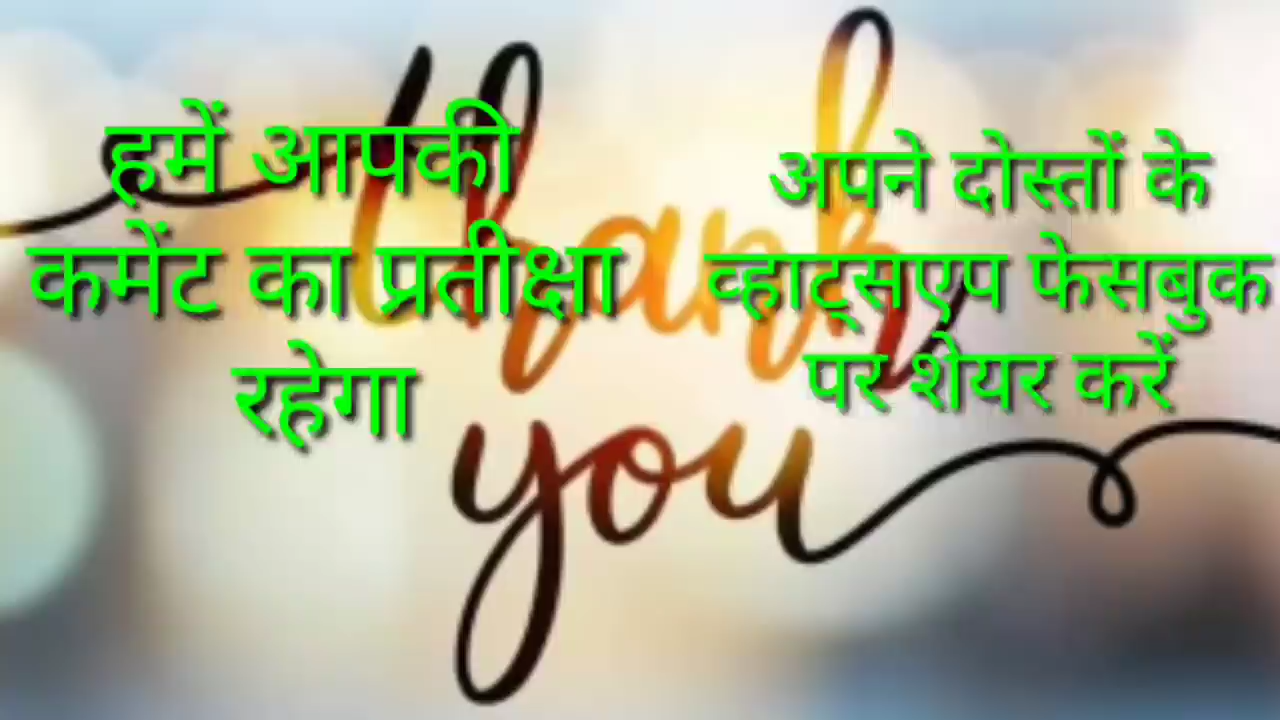 हमें आपकी
कमेंट का प्रतीक्षा
रहेगा
अपने दोस्तों के
व्हाट्सएप फेसबुक
पर शेयर करें
thank
you